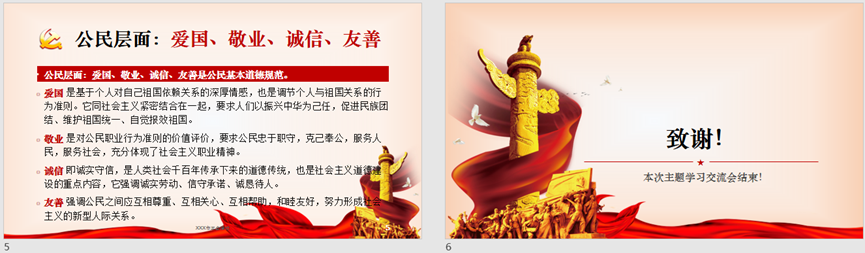 公民层面：爱国、敬业、诚信、友善
公民层面：爱国、敬业、诚信、友善是公民基本道德规范。
爱国 是基于个人对自己祖国依赖关系的深厚情感，也是调节个人与祖国关系的行
为准则。它同社会主义紧密结合在一起，要求人们以振兴中华为己任，促进民族团
结、维护祖国统一、自觉报效祖国。
敬业 是对公民职业行为准则的价值评价，要求公民忠于职守，克己奉公，服务人
民，服务社会，充分体现了社会主义职业精神。
诚信 即诚实守信，是人类社会千百年传承下来的道德传统，也是社会主义道德建
设的重点内容，它强调诚实劳动、信守承诺、诚恳待人。
友善 强调公民之间应互相尊重、互相关心、互相帮助，和睦友好，努力形成社会
主义的新型人际关系。
5
致谢！
本次主题学习交流会结束！
6